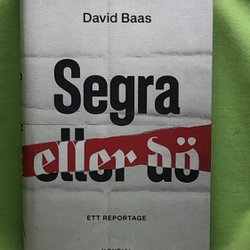 David Baas
Segra
eller dö
ETT REPORTAGE